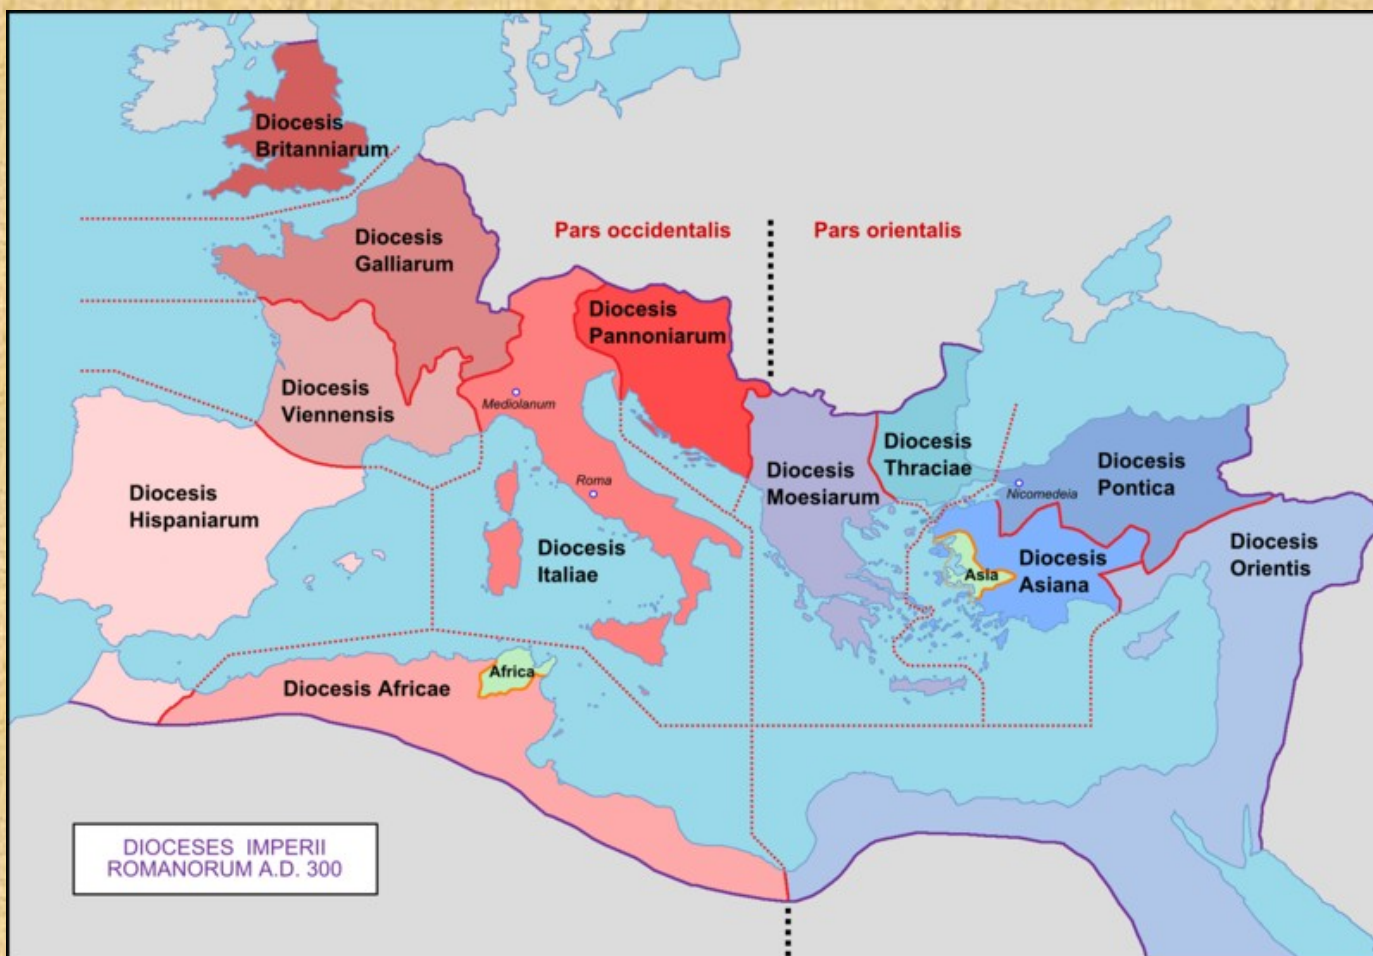 Diocesis
Britanniarum
Pars occidentalis
Pars orientalis
Diocesis
Galliarum
Diocesis
Pannoniarum
Diocesis
Viennensis
Mediolanum
Diocesis
Thraciae
Diocesis
Pontica
Diocesis
Moesiarum
Diocesis
Hispaniarum
Roma
Nicomedeia
Diocesis
Italiae
Asia
Diocesis
Asiana
Diocesis
Orientis
Africa
Diocesis Africae
DIOCESES IMPERII
ROMANORUM A.D. 300